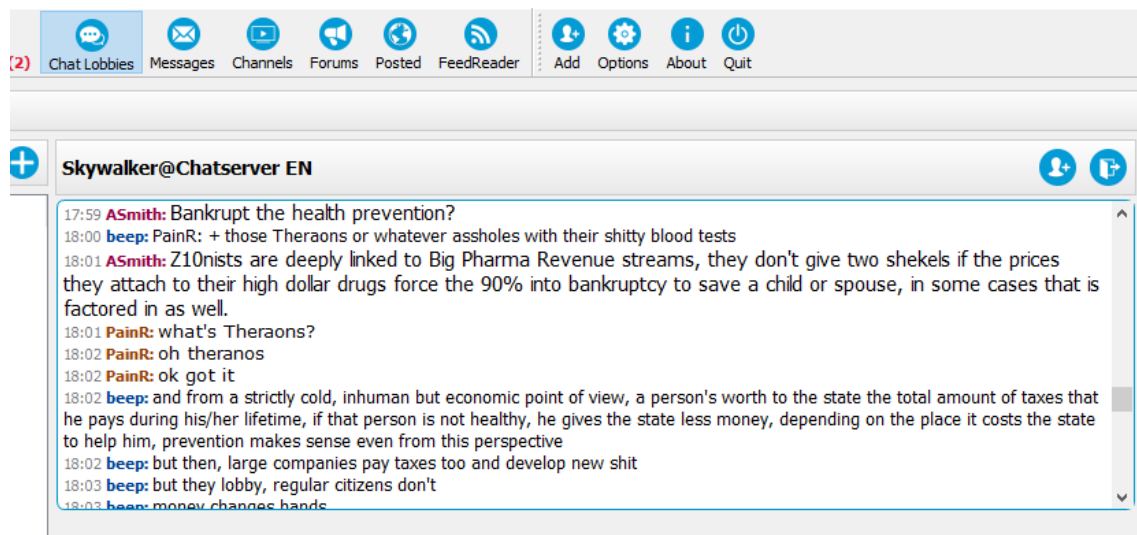 (2) Chat Lobbies Messages Channels Forums Posted FeedReader Add Options About Quit
Skywalker@Chatserver EN
17:59 ASmith: Bankrupt the health prevention?
18:00 beep: PainR: + those Theraons or whatever assholes with their shitty blood tests
18:01 ASmith: Z10nists are deeply linked to Big Pharma Revenue streams, they don't give two shekels if the prices
they attach to their high dollar drugs force the 90% into bankruptcy to save a child or spouse, in some cases that is
factored in as well.
18:01 PainR: what's Theraons?
18:02 PainR: oh theranos
18:02 PainR: ok got it
18:02 beep: and from a strictly cold, inhuman but economic point of view, a person's worth to the state the total amount of taxes that
he pays during his/her lifetime, if that person is not healthy, he gives the state less money, depending on the place it costs the state
to help him, prevention makes sense even from this perspective
18:02 beep: but then, large companies pay taxes too and develop new shit
18:03 beep: but they lobby, regular citizens don't
18:03 beep: money changes hands